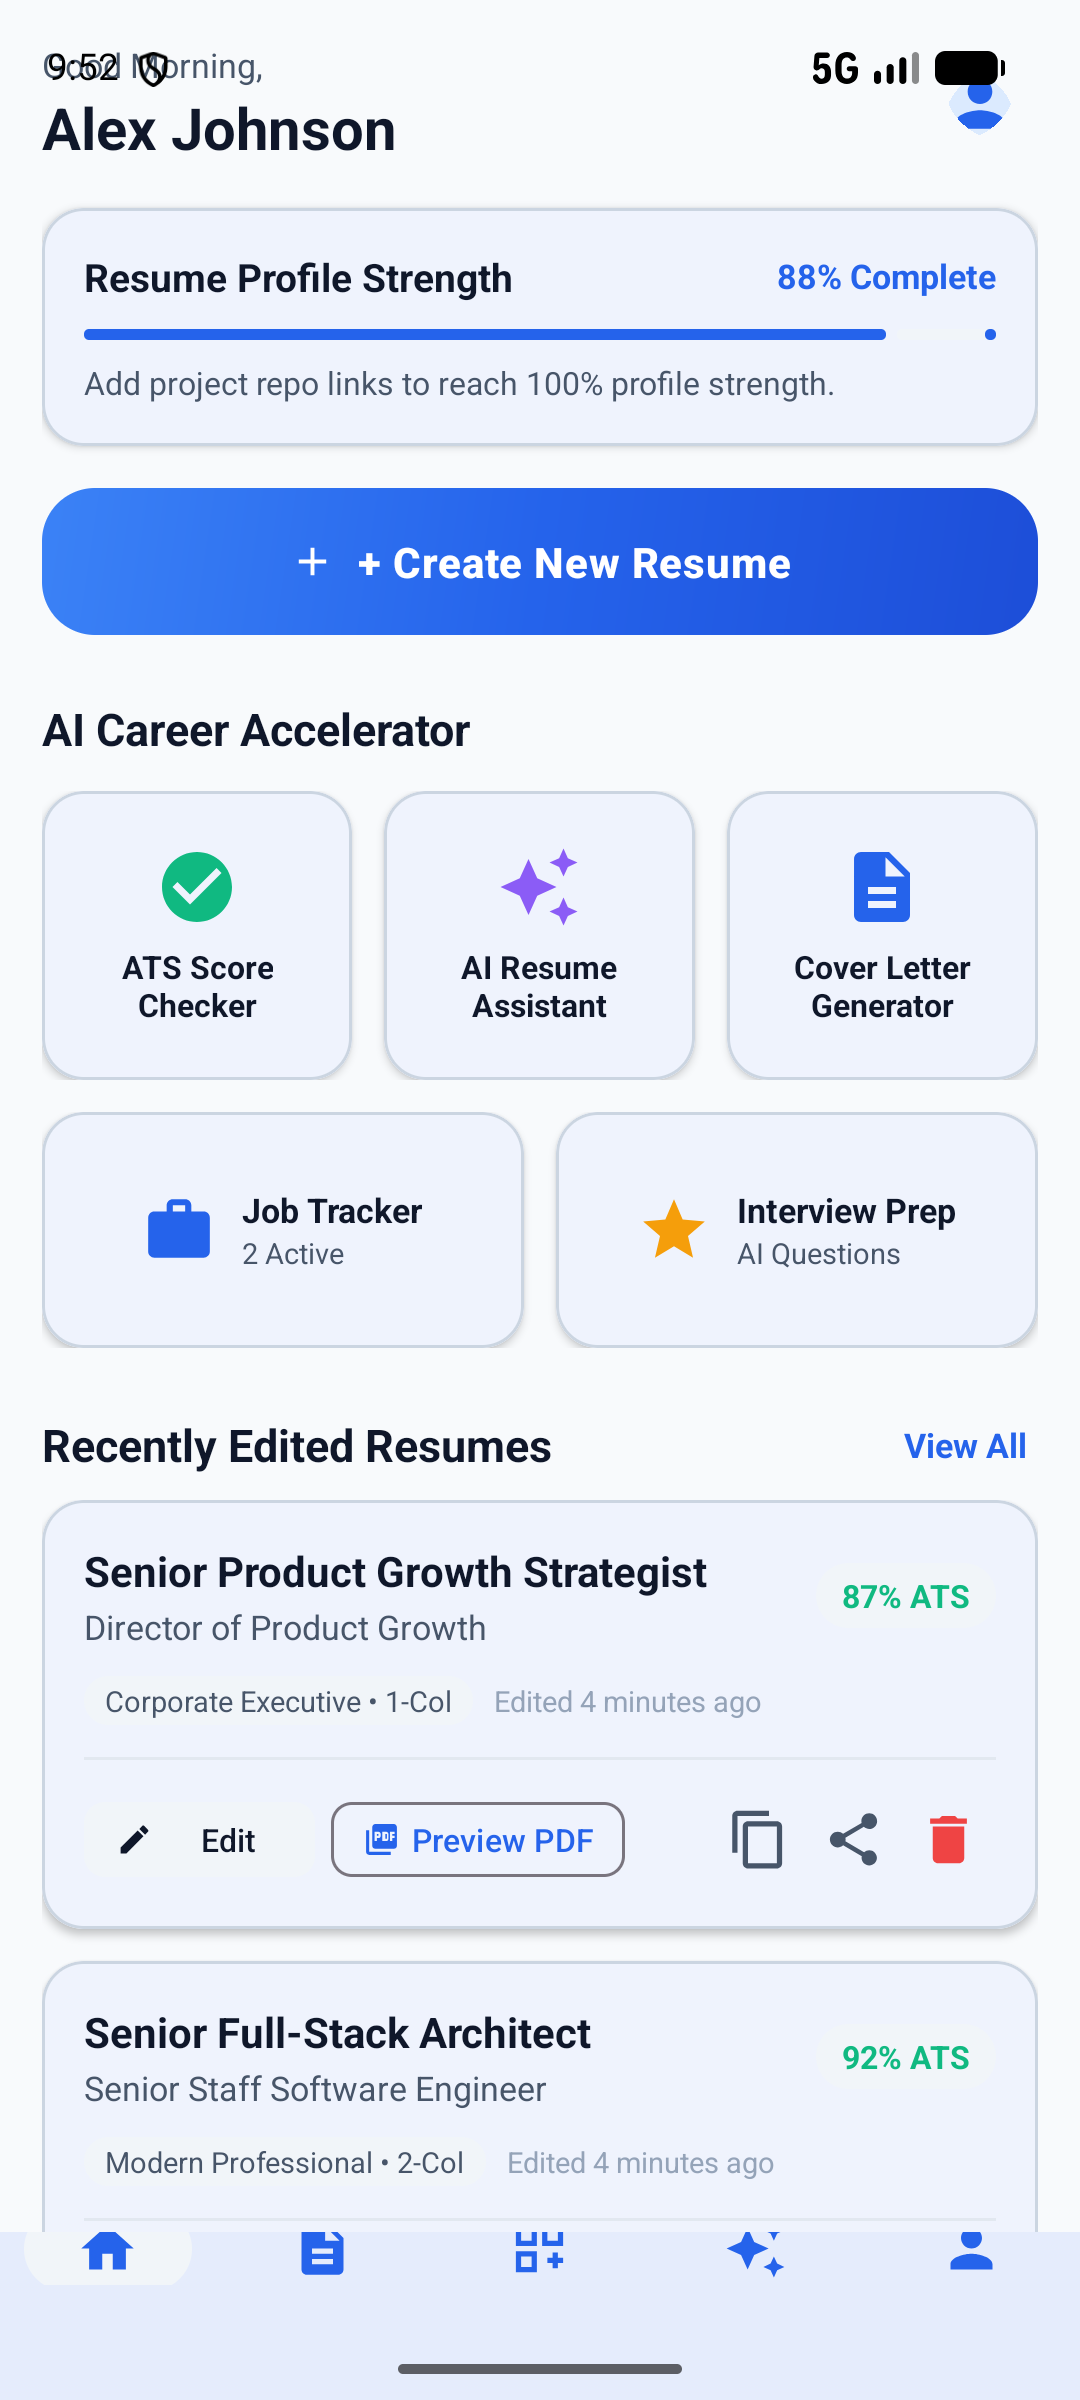 9:52
5G
Good Morning,
Alex Johnson
Resume Profile Strength
88% Complete
Add project repo links to reach 100% profile strength.
+ Create New Resume
AI Career Accelerator
ATS Score
Checker
AI Resume
Assistant
Cover Letter
Generator
Job Tracker
2 Active
Interview Prep
AI Questions
Recently Edited Resumes
View All
Senior Product Growth Strategist
87% ATS
Director of Product Growth
Corporate Executive • 1-Col
Edited 4 minutes ago
Edit
PDF
Preview PDF
Senior Full-Stack Architect
92% ATS
Senior Staff Software Engineer
Modern Professional • 2-Col
Edited 4 minutes ago